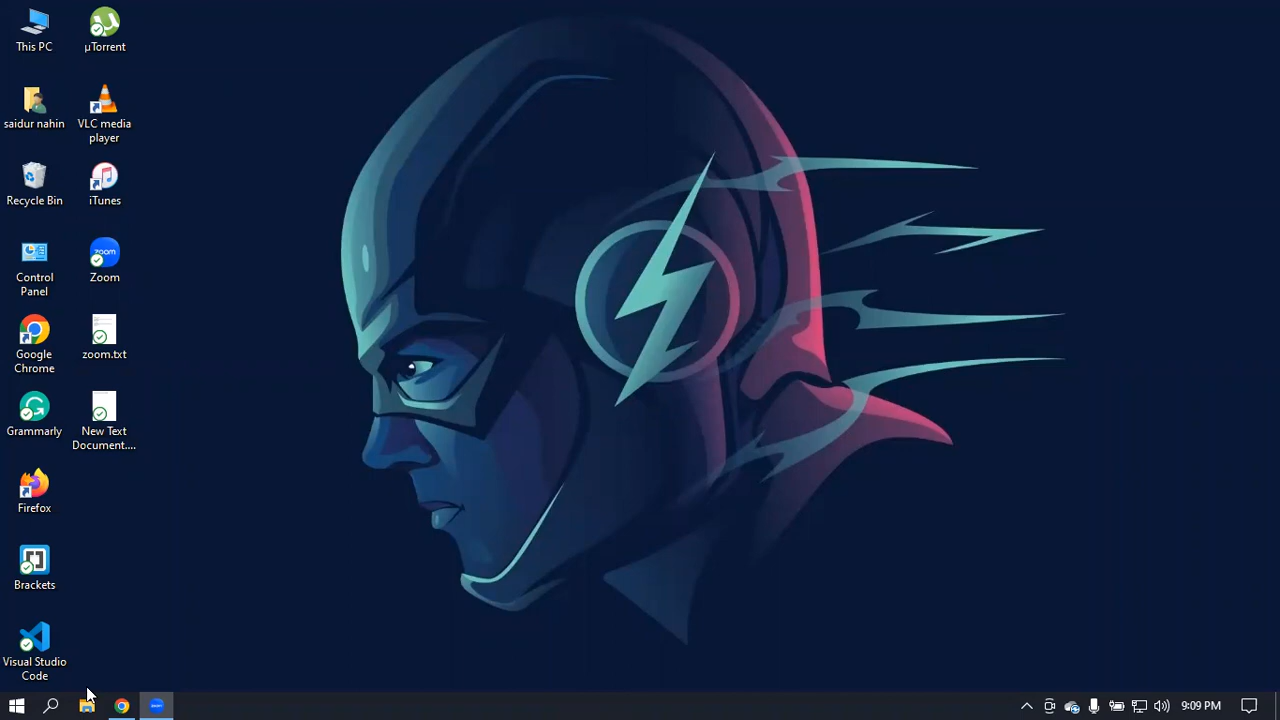 This PC
µTorrent
saidur nahin
VLC media
player
Recycle Bin
iTunes
Control
Panel
zoom
Zoom
Google
Chrome
zoom.txt
Grammarly
New Text
Document....
Firefox
Brackets
Visual Studio
Code
9:09 PM